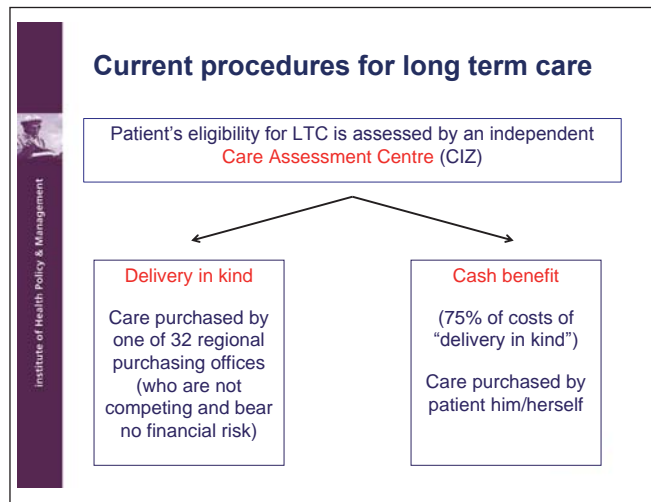 Current procedures for long term care
institute of Health Policy & Management
Patient's eligibility for LTC is assessed by an independent
Care Assessment Centre (CIZ)
Delivery in kind
Care purchased by
one of 32 regional
purchasing offices
(who are not
competing and bear
no financial risk)
Cash benefit
(75% of costs of
"delivery in kind")
Care purchased by
patient him/herself